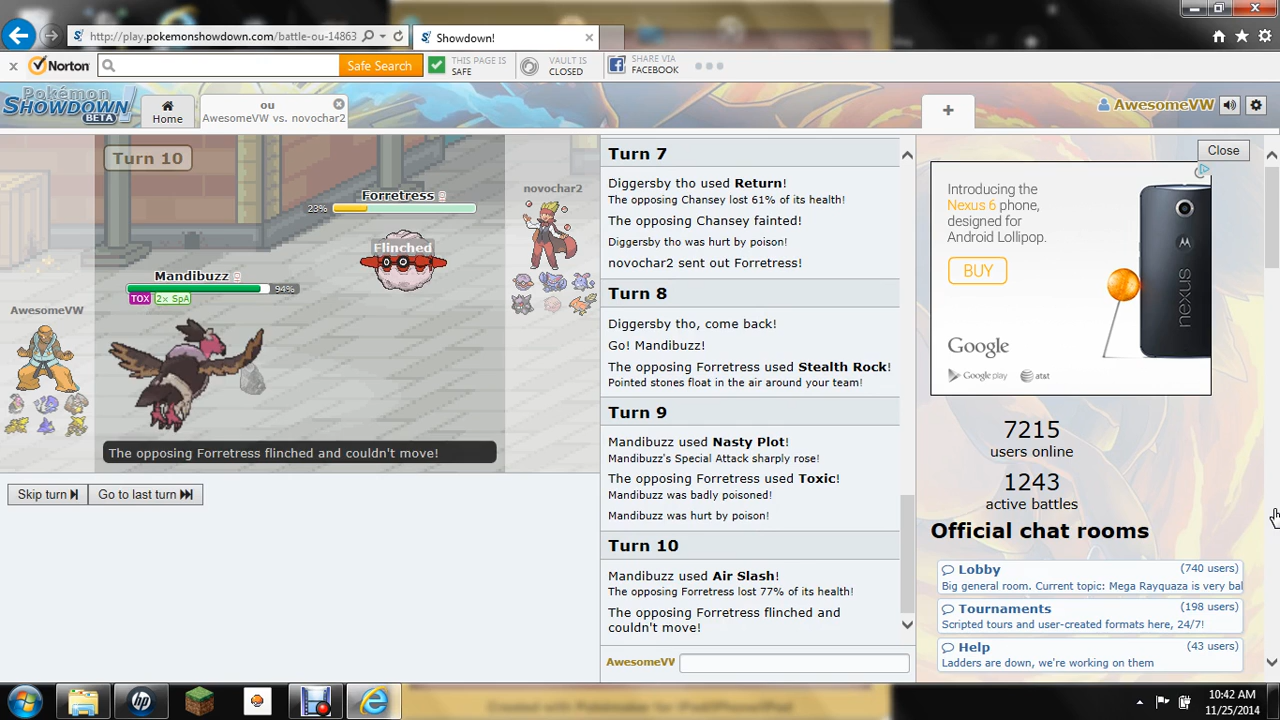 http://play.pokemonshowdown.com/battle-ou-14863
Showdown!
Norton
Safe Search
THIS PAGE IS
SAFE
VAULT IS
CLOSED
SHARE VIA
FACEBOOK
Pokémon
SHOWDOWN!
BETA
Home
ou
AwesomeVW vs. novochar2
+
AwesomeVW
Turn 10
Forretress
23%
Flinched
novochar2
Mandibuzz
94%
TOX 2× SpA
AwesomeVW
The opposing Forretress flinched and couldn't move!
Skip turn
Go to last turn
Turn 7
Diggersby tho used Return!
The opposing Chansey lost 61% of its health!
The opposing Chansey fainted!
Diggersby tho was hurt by poison!
novochar2 sent out Forretress!
Turn 8
Diggersby tho, come back!
Go! Mandibuzz!
The opposing Forretress used Stealth Rock!
Pointed stones float in the air around your team!
Turn 9
Mandibuzz used Nasty Plot!
Mandibuzz's Special Attack sharply rose!
The opposing Forretress used Toxic!
Mandibuzz was badly poisoned!
Mandibuzz was hurt by poison!
Turn 10
Mandibuzz used Air Slash!
The opposing Forretress lost 77% of its health!
The opposing Forretress flinched and
couldn't move!
AwesomeVW
Close
Introducing the
Nexus 6 phone,
designed for
Android Lollipop.
BUY
nexus
Google
Google play
at&t
7215
users online
1243
active battles
Official chat rooms
Lobby
(740 users)
Big general room. Current topic: Mega Rayquaza is very bal
Tournaments
(198 users)
Scripted tours and user-created formats here, 24/7!
Help
(43 users)
Ladders are down, we're working on them
hp
10:42 AM
11/25/2014